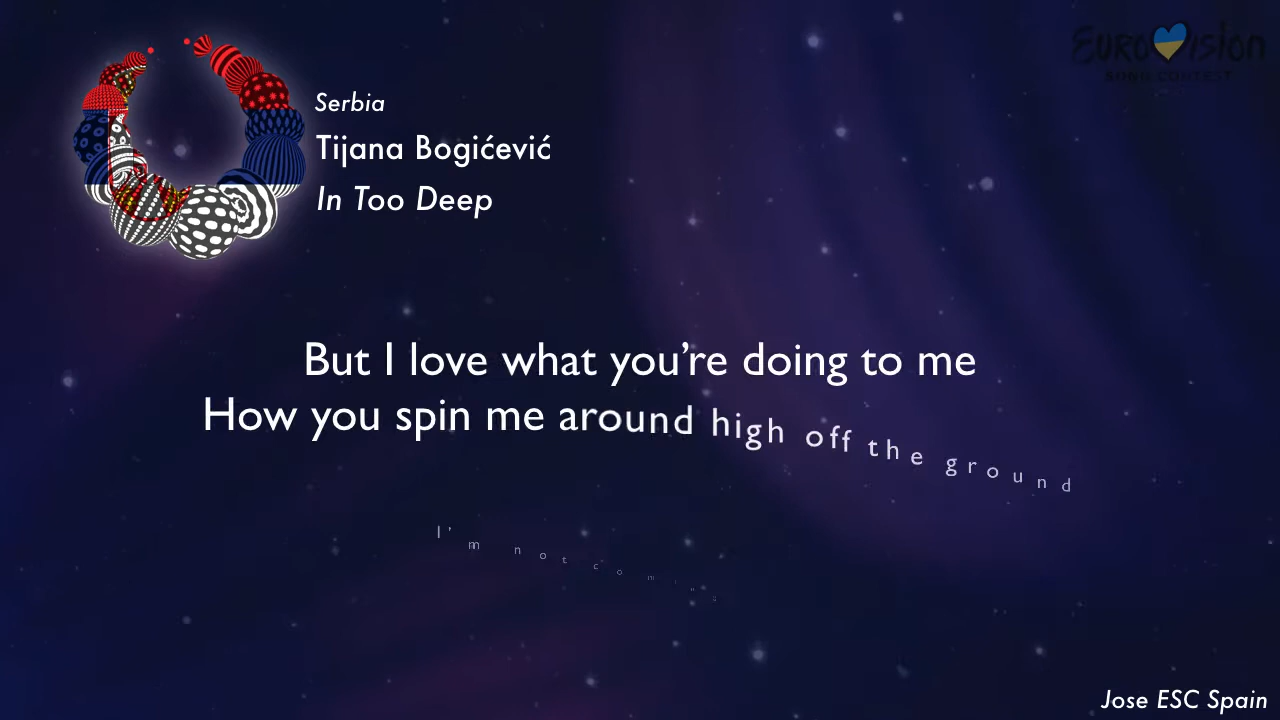 EUROVISION
SONG CONTEST
Serbia
Tijana Bogićević
In Too Deep
But I love what you’re doing to me
How you spin me around high off the ground
I’m not coming
Jose ESC Spain